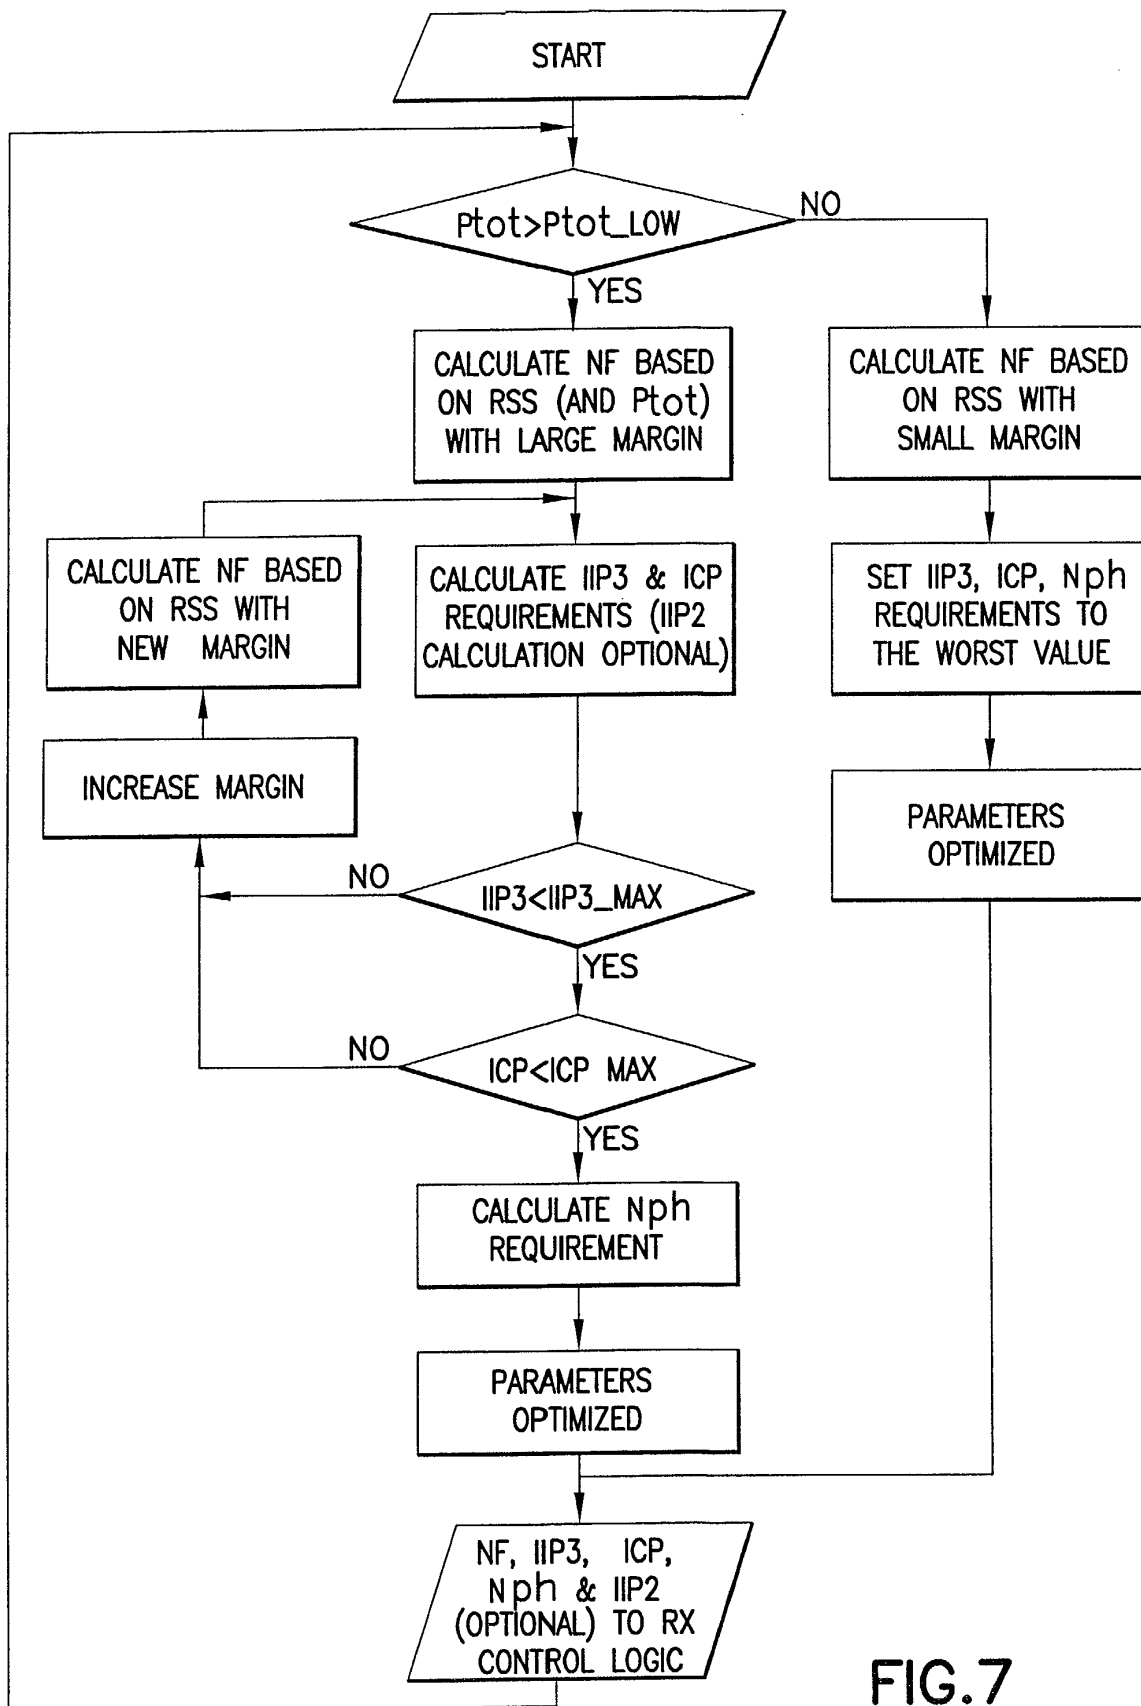 START
Ptot>Ptot_LOW
NO
YES
CALCULATE NF BASED
ON RSS (AND Ptot)
WITH LARGE MARGIN
CALCULATE NF BASED
ON RSS WITH
SMALL MARGIN
CALCULATE NF BASED
ON RSS WITH
NEW MARGIN
CALCULATE IIP3 & ICP
REQUIREMENTS (IIP2
CALCULATION OPTIONAL)
SET IIP3, ICP, Nph
REQUIREMENTS TO
THE WORST VALUE
INCREASE MARGIN
PARAMETERS
OPTIMIZED
NO
IIP3<IIP3_MAX
YES
NO
ICP<ICP MAX
YES
CALCULATE Nph
REQUIREMENT
PARAMETERS
OPTIMIZED
NF, IIP3, ICP,
Nph & IIP2
(OPTIONAL) TO RX
CONTROL LOGIC
FIG.7